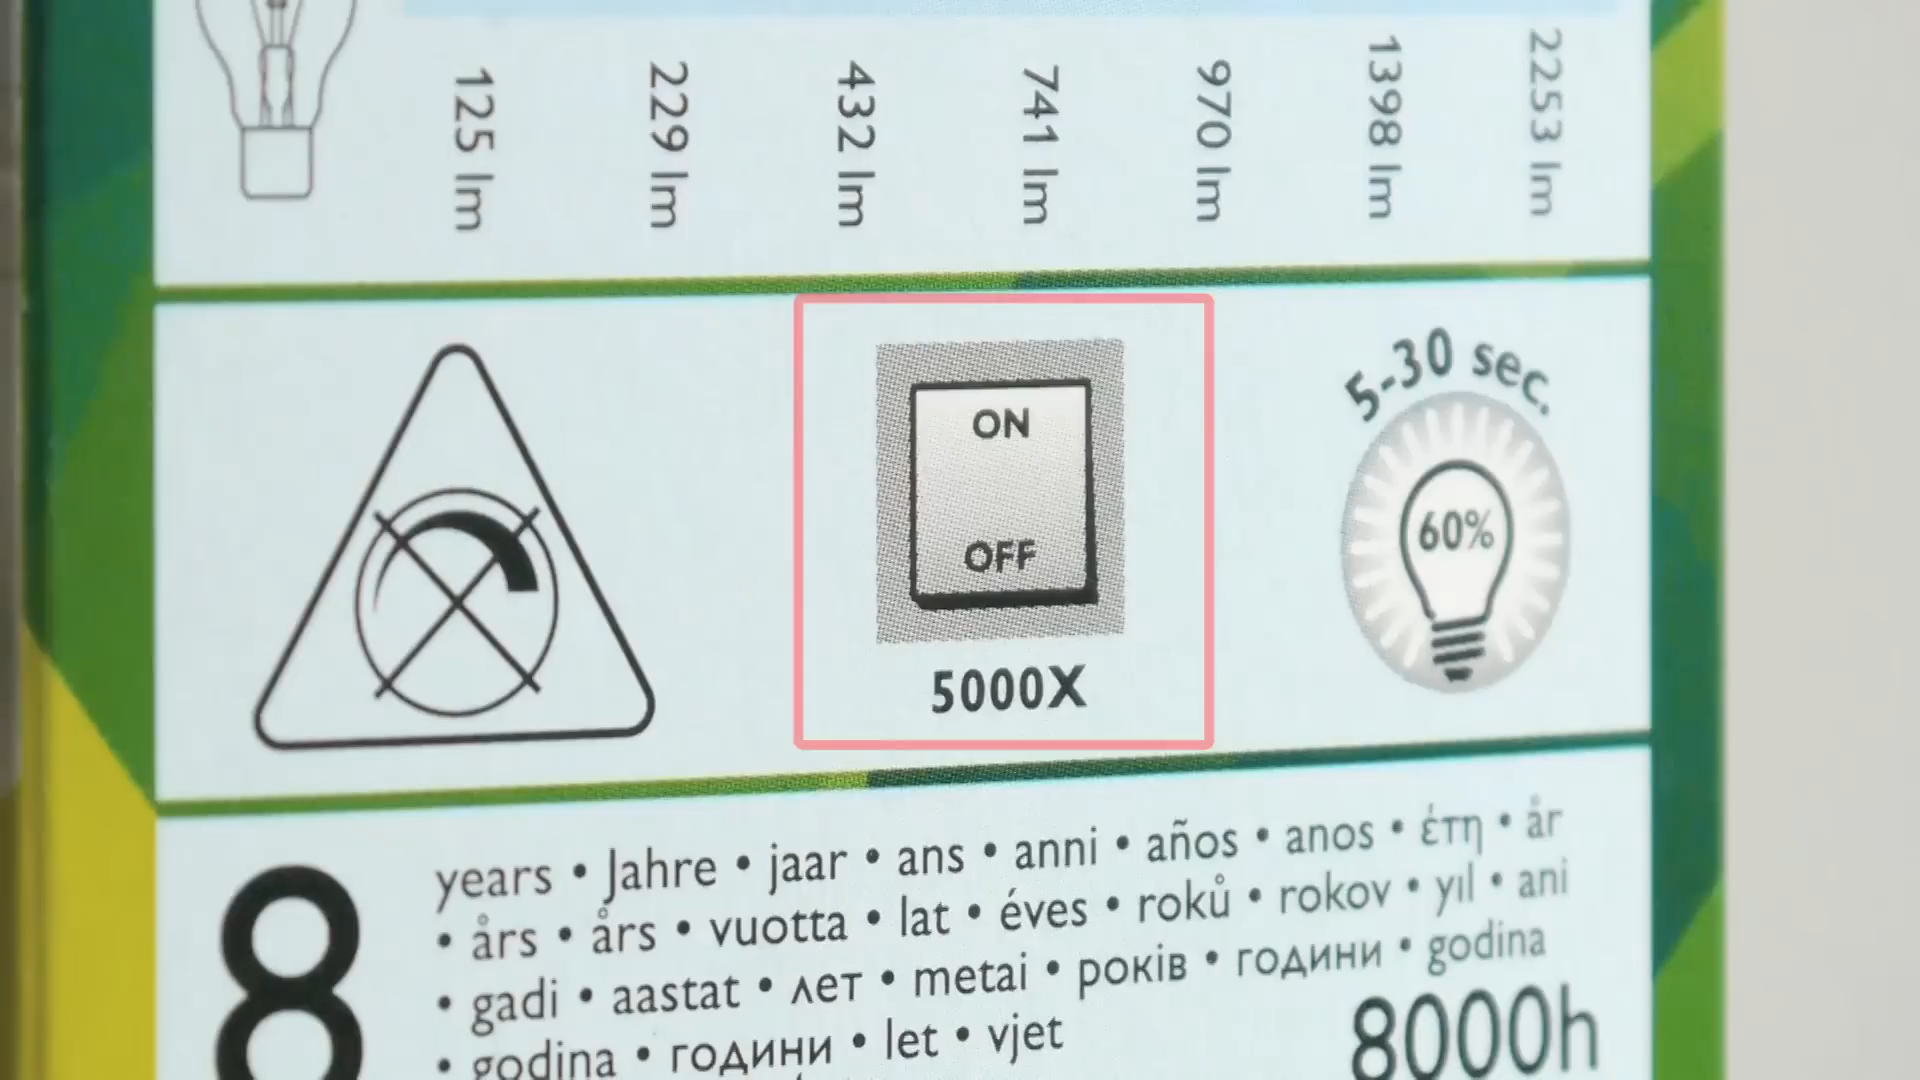 125 lm
229 lm
432 lm
741 lm
970 lm
1398 lm
2253 lm
ON
OFF
5000X
5-30 sec.
60%
8
years • Jahre • jaar • ans • anni • años • anos • έτη • år
• års • års • vuotta • lat • éves • roků • rokov • yıl • ani
• gadi • aastat • лет • metai • років • години • godina
• godina • години • let • vjet
8000h